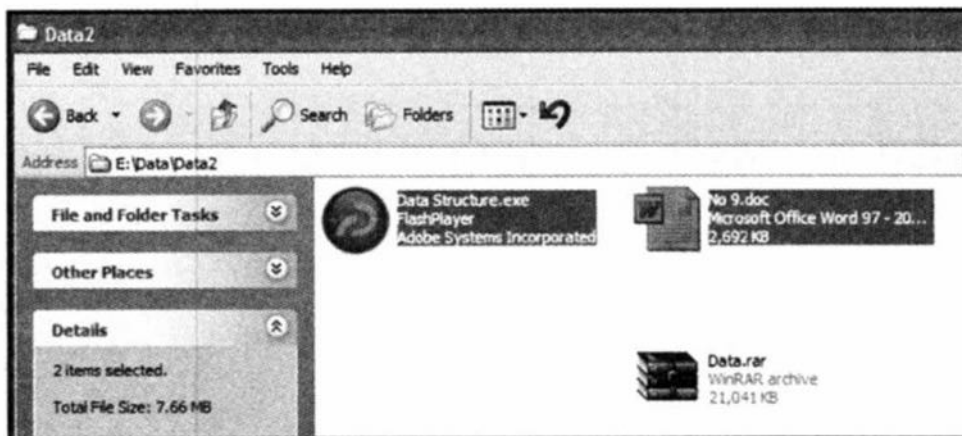 Data2
File Edit View Favorites Tools Help
Back Search Folders
Address E:\Data\Data2
File and Folder Tasks
Other Places
Details
2 items selected.
Total File Size: 7.66 MB
Data Structure.exe
FlashPlayer
Adobe Systems Incorporated
No 9.doc
Microsoft Office Word 97 - 20...
2,692 KB
Data.rar
WinRAR archive
21,041 KB